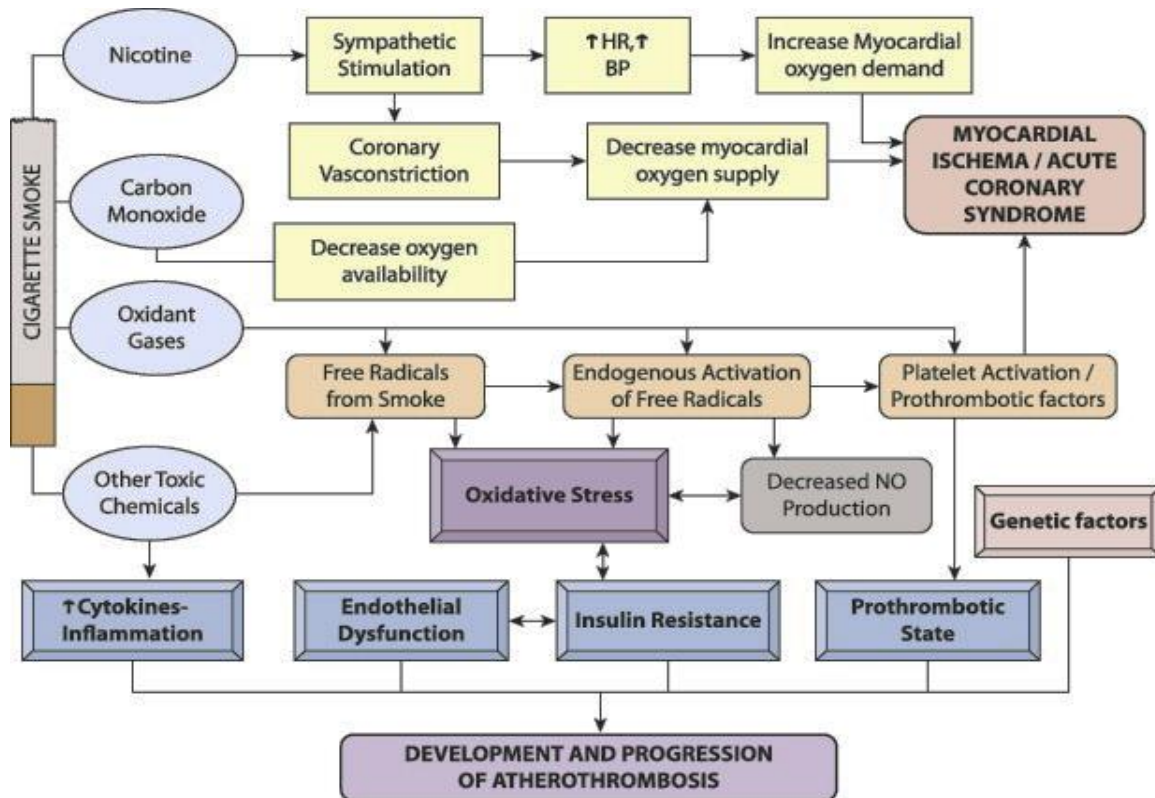 Nicotine
Sympathetic
Stimulation
↑HR,↑
BP
Increase Myocardial
oxygen demand
CIGARETTE SMOKE
Carbon
Monoxide
Coronary
Vasconstriction
Decrease myocardial
oxygen supply
MYOCARDIAL
ISCHEMA / ACUTE
CORONARY
SYNDROME
Decrease oxygen
availability
Oxidant
Gases
Free Radicals
from Smoke
Endogenous Activation
of Free Radicals
Platelet Activation /
Prothrombotic factors
Other Toxic
Chemicals
Oxidative Stress
Decreased NO
Production
Genetic factors
↑Cytokines-
Inflammation
Endothelial
Dysfunction
Insulin Resistance
Prothrombotic
State
DEVELOPMENT AND PROGRESSION
OF ATHEROTHROMBOSIS